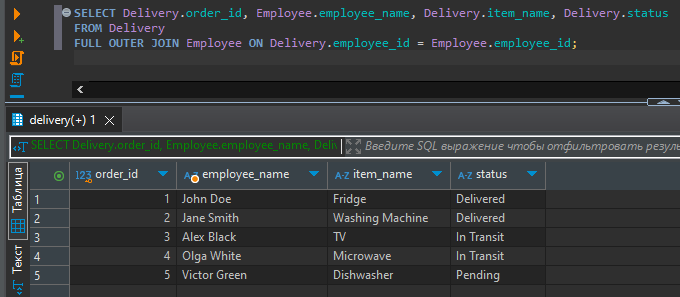 SELECT Delivery.order_id, Employee.employee_name, Delivery.item_name, Delivery.status
FROM Delivery
FULL OUTER JOIN Employee ON Delivery.employee_id = Employee.employee_id;
delivery(+) 1
SELECT Delivery.order_id, Employee.employee_name, Deliv
Введите SQL выражение чтобы отфильтровать резуль
Таблица
Текст
123 order_id A-Z employee_name A-Z item_name A-Z status
1 1 John Doe Fridge Delivered
2 2 Jane Smith Washing Machine Delivered
3 3 Alex Black TV In Transit
4 4 Olga White Microwave In Transit
5 5 Victor Green Dishwasher Pending